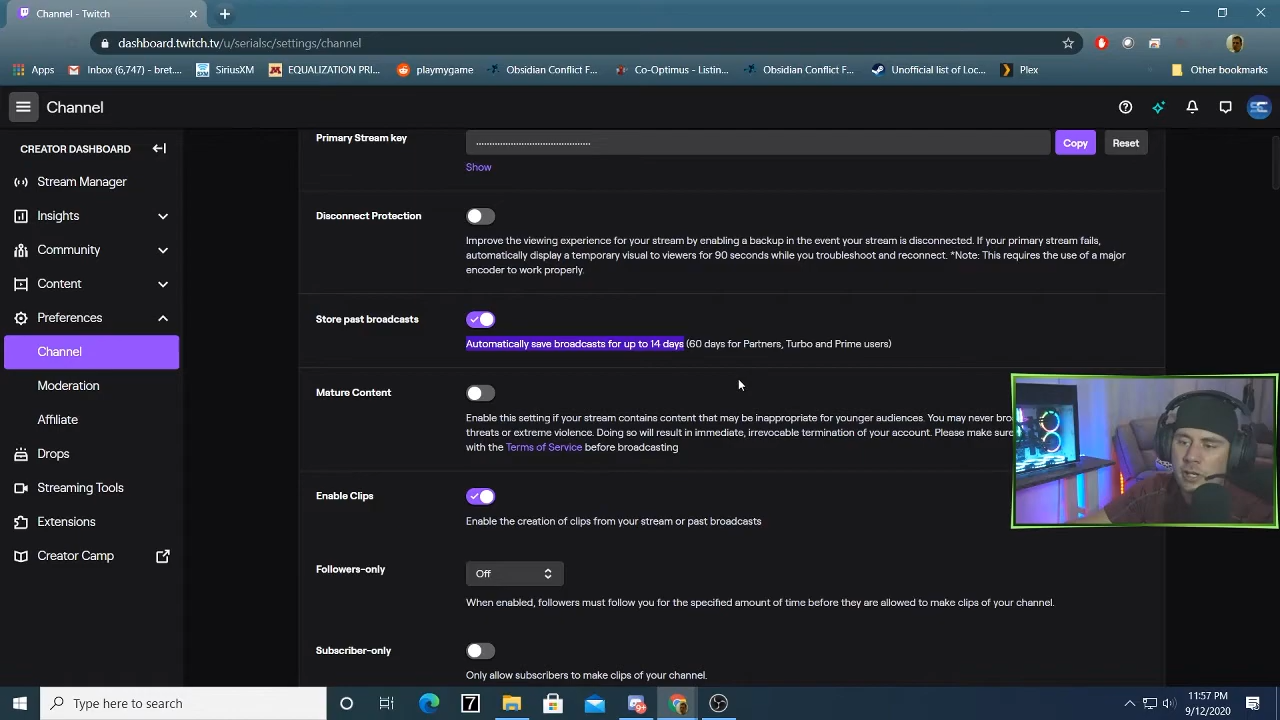 Channel - Twitch
dashboard.twitch.tv/u/serialsc/settings/channel
Apps
Inbox (6,747) - bret...
SiriusXM
EQUALIZATION PRI...
playmygame
Obsidian Conflict F...
Co-Optimus - Listin...
Obsidian Conflict F...
Unofficial list of Loc...
Plex
Other bookmarks
Channel
CREATOR DASHBOARD
Stream Manager
Insights
Community
Content
Preferences
Channel
Moderation
Affiliate
Drops
Streaming Tools
Extensions
Creator Camp
Primary Stream key
Copy
Reset
Show
Disconnect Protection
Improve the viewing experience for your stream by enabling a backup in the event your stream is disconnected. If your primary stream fails,
automatically display a temporary visual to viewers for 90 seconds while you troubleshoot and reconnect. *Note: This requires the use of a major
encoder to work properly.
Store past broadcasts
Automatically save broadcasts for up to 14 days (60 days for Partners, Turbo and Prime users)
Mature Content
Enable this setting if your stream contains content that may be inappropriate for younger audiences. You may never bro
threats or extreme violence. Doing so will result in immediate, irrevocable termination of your account. Please make sure
with the Terms of Service before broadcasting
Enable Clips
Enable the creation of clips from your stream or past broadcasts
Followers-only
Off
When enabled, followers must follow you for the specified amount of time before they are allowed to make clips of your channel.
Subscriber-only
Only allow subscribers to make clips of your channel.
Type here to search
7
11:57 PM
9/12/2020